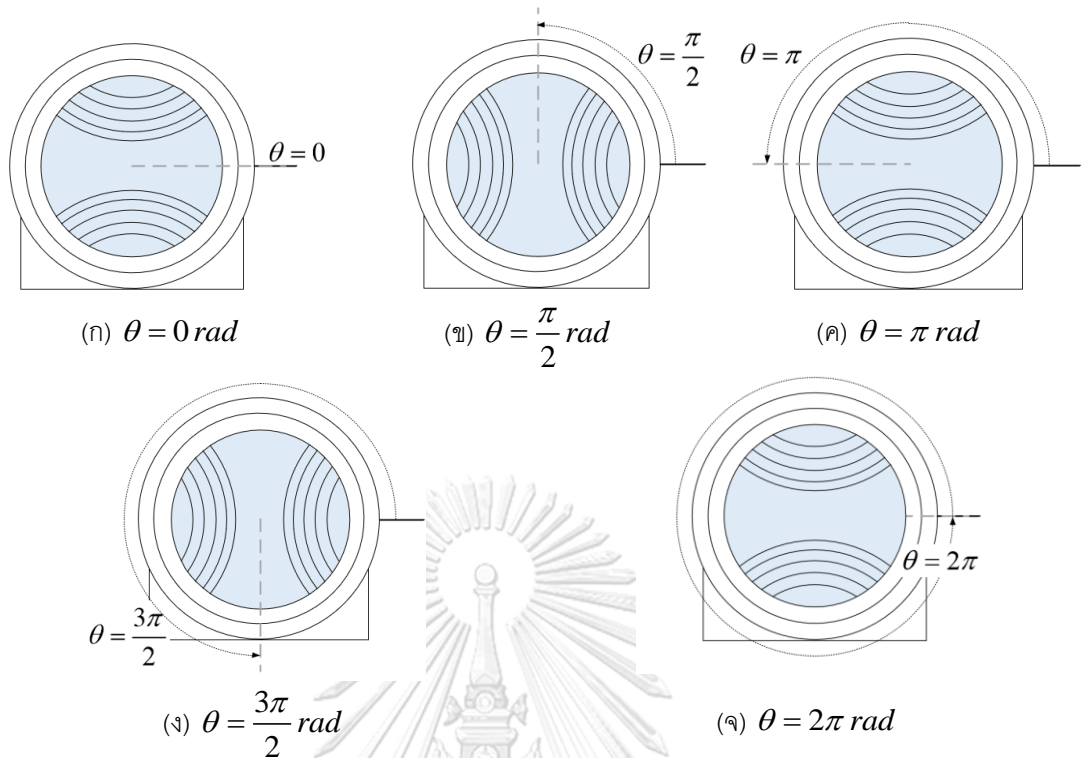 θ = 0
θ = π/2
θ = π
(ก) θ = 0 rad
(ข) θ = π/2 rad
(ค) θ = π rad
θ = 3π/2
θ = 2π
(ง) θ = 3π/2 rad
(จ) θ = 2π rad